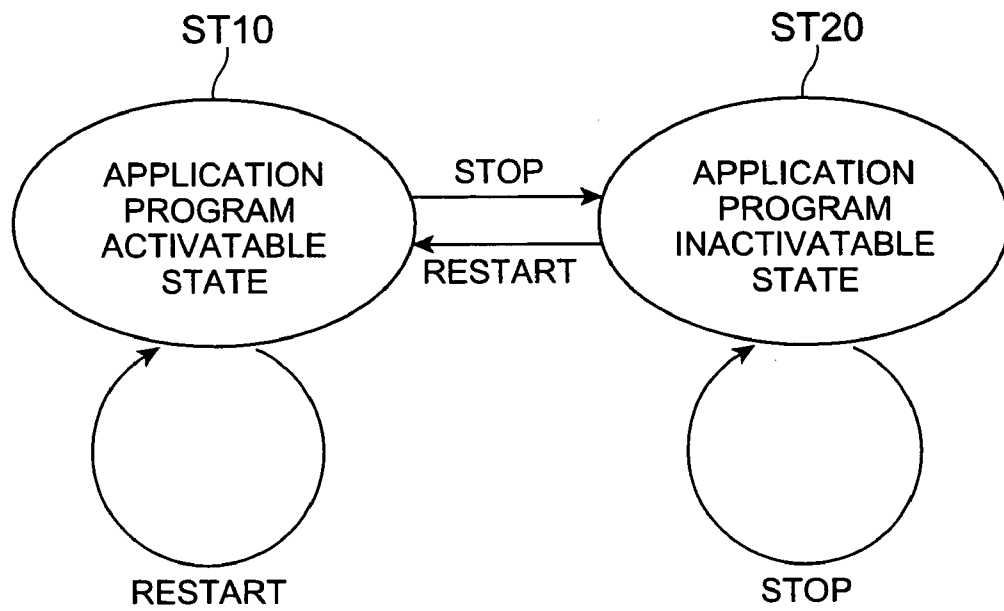 ST10
ST20
APPLICATION
PROGRAM
ACTIVATABLE
STATE
STOP
RESTART
APPLICATION
PROGRAM
INACTIVATABLE
STATE
RESTART
STOP